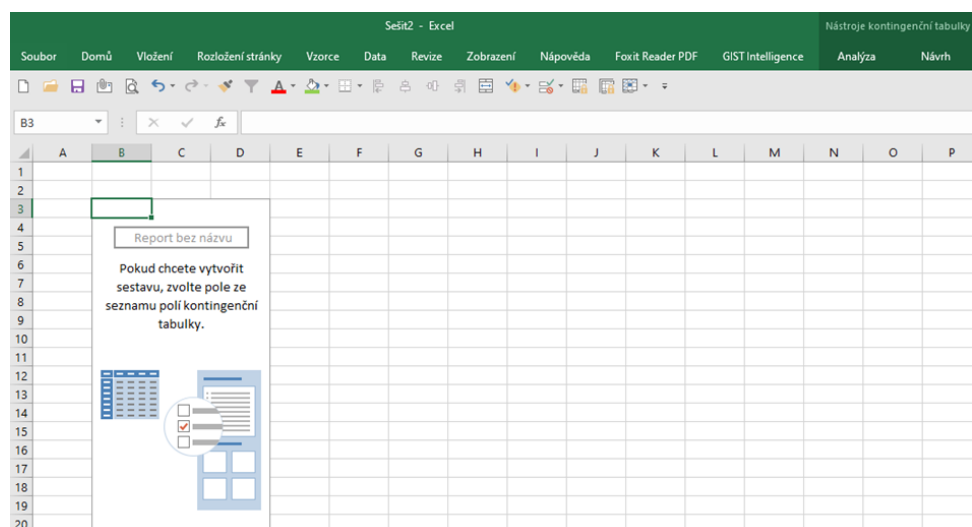 Sešit2 - Excel
Nástroje kontingenční tabulky
Soubor Domů Vložení Rozložení stránky Vzorce Data Revize Zobrazení Nápověda Foxit Reader PDF GIST Intelligence Analýza Návrh
B3 fx
A B C D E F G H I J K L M N O P
1
2
3
4
Report bez názvu
5
6
Pokud chcete vytvořit
7
sestavu, zvolte pole ze
8
seznamu polí kontingenční
9
tabulky.
10
11
12
13
14
15
16
17
18
19
20